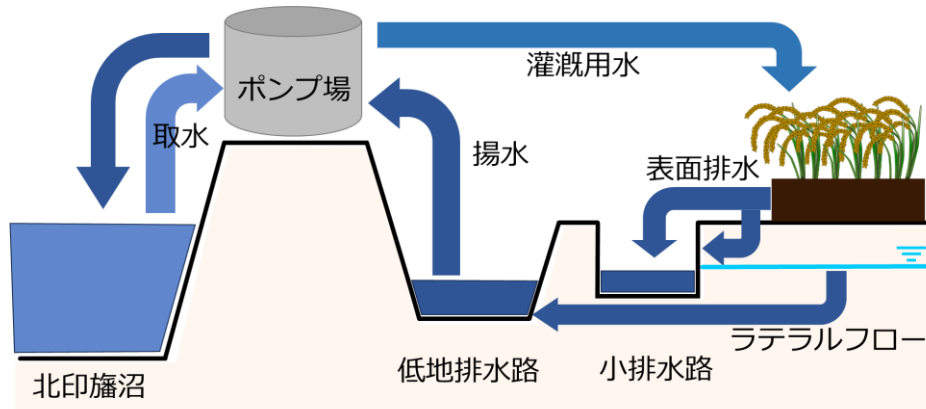 ポンプ場
灌漑用水
取水
揚水
表面排水
ラテラルフロー
北印旛沼
低地排水路
小排水路